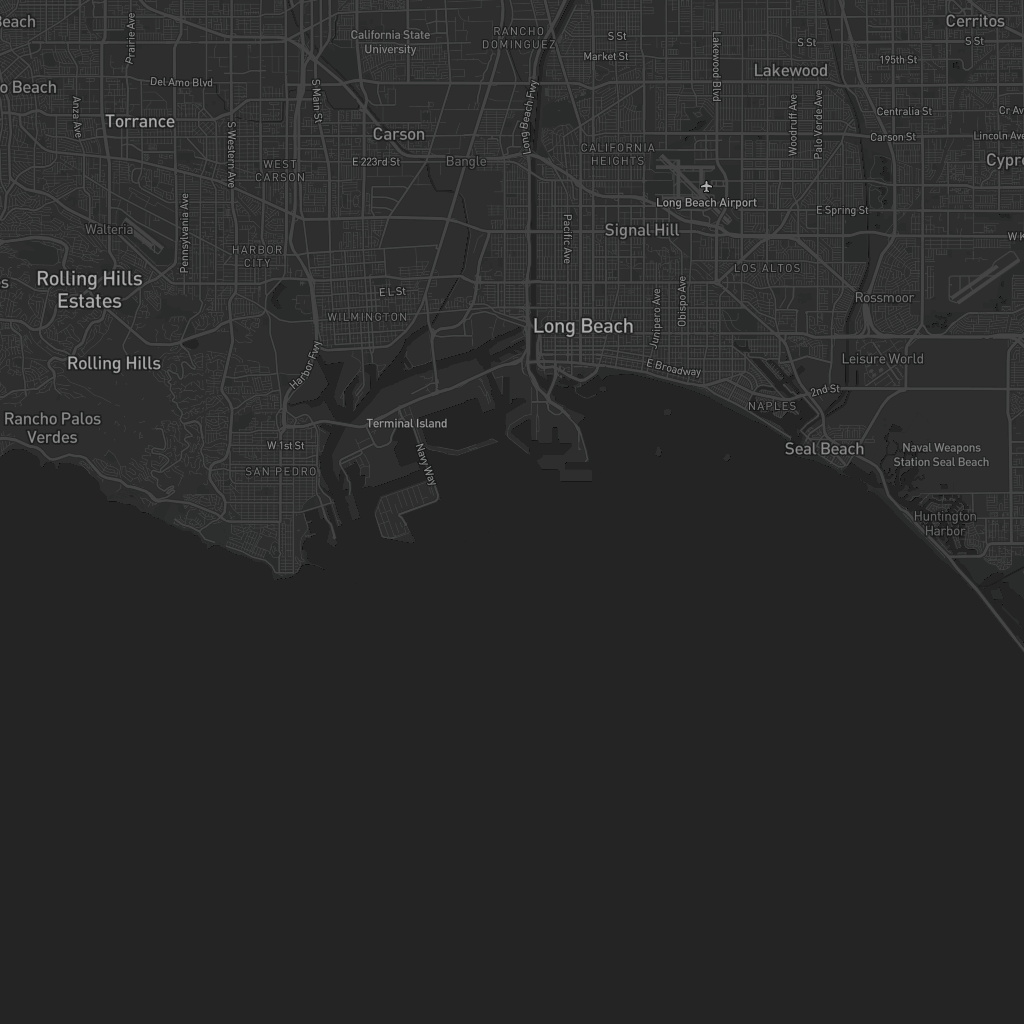 Beach
Prairie Ave
California State
University
RANCHO
DOMINGUEZ
S St
Market St
Lakewood Blvd
S St
Cerritos
S St
195th St
Lakewood
Del Amo Blvd
o Beach
Anza Ave
Torrance
S Main St
Long Beach Fwy
Carson
Woodruff Ave
Palo Verde Ave
Centralia St
Cr Av
Carson St
Lincoln Ave
S Western Ave
WEST
CARSON
E 223rd St
Bangle
CALIFORNIA
HEIGHTS
Cypre
Long Beach Airport
Pennsylvania Ave
Walteria
Pacific Ave
Signal Hill
E Spring St
W K
HARBOR
CITY
LOS ALTOS
s
Rolling Hills
Estates
E L St
Junipero Ave
Obispo Ave
Rossmoor
WILMINGTON
Long Beach
Rolling Hills
Harbor Fwy
E Broadway
Leisure World
2nd St
NAPLES
Rancho Palos
Verdes
Terminal Island
W 1st St
Navy Way
SAN PEDRO
Seal Beach
Naval Weapons
Station Seal Beach
Huntington
Harbor